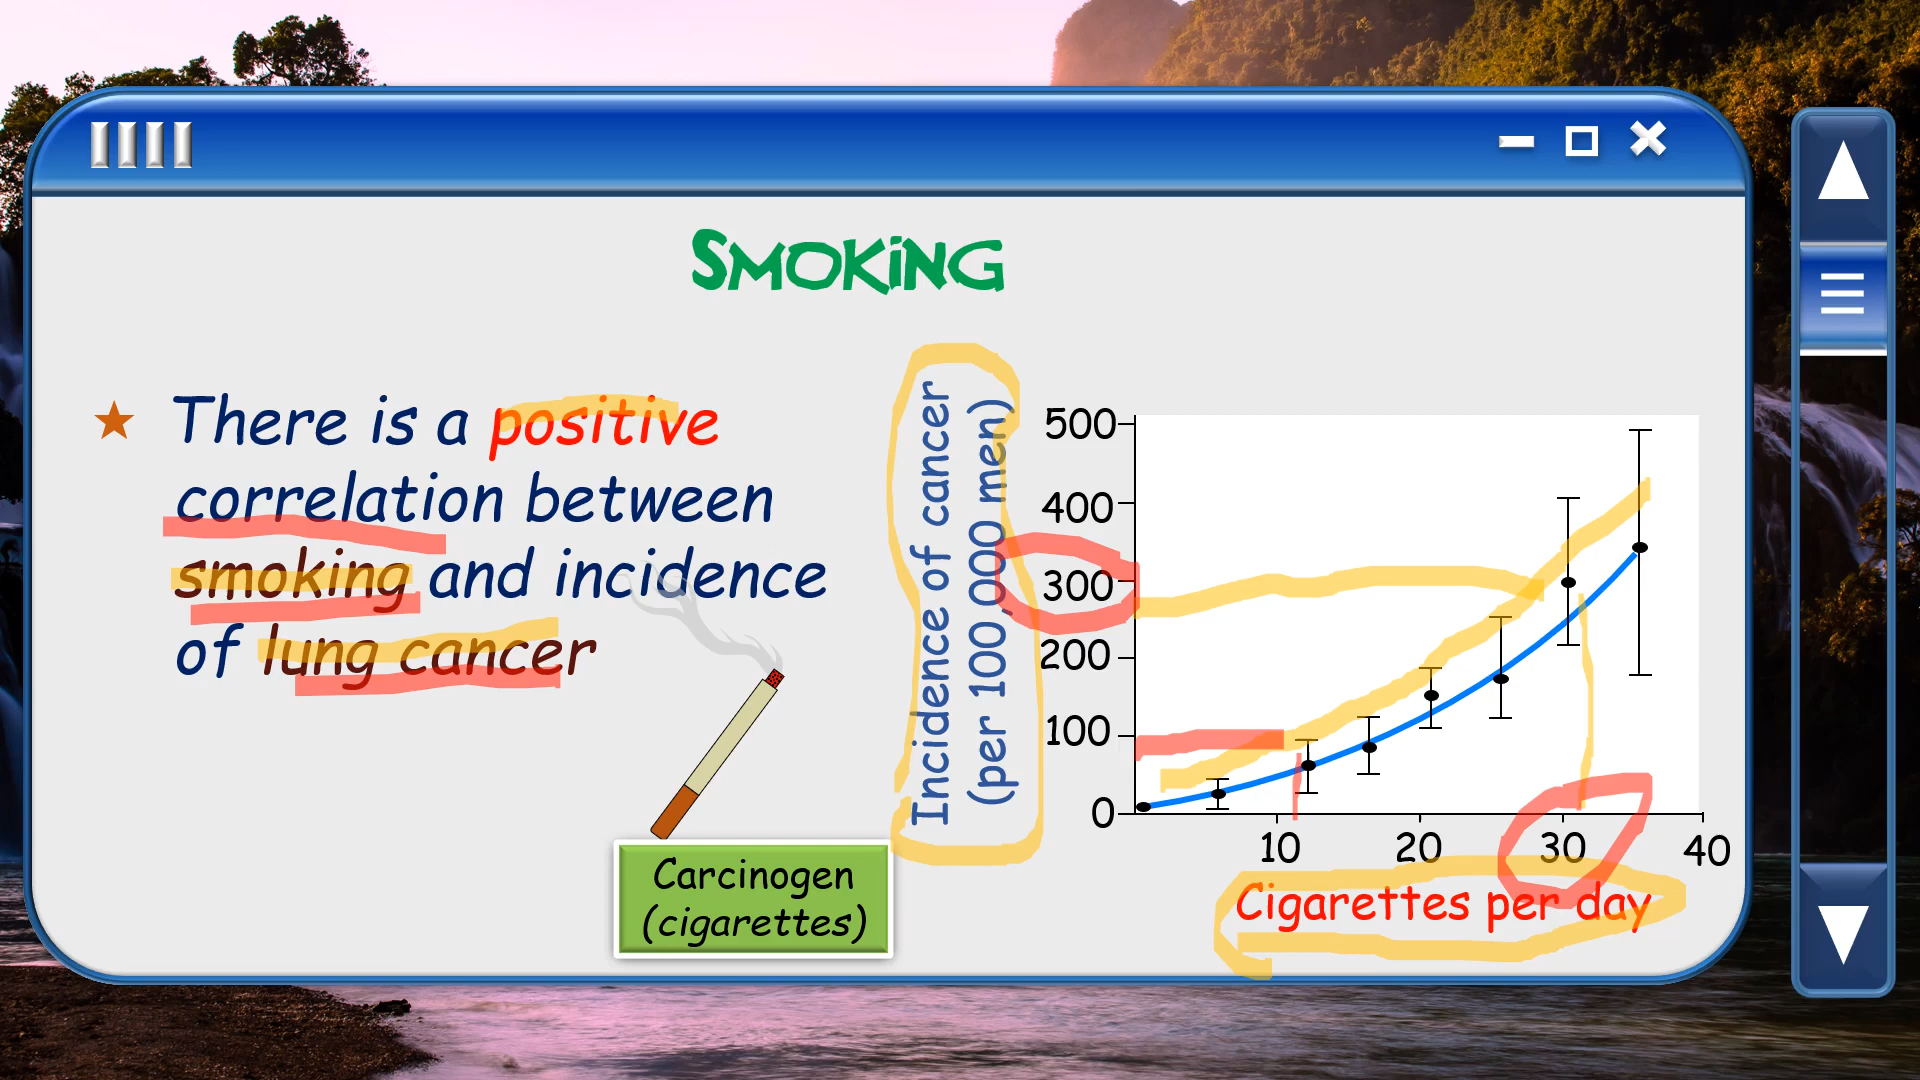 SMOKiNG
There is a positive
correlation between
smoking and incidence
of lung cancer
Carcinogen
(cigarettes)
Incidence of cancer
(per 100,000 men)
500
400
300
200
100
0
10 20 30 40
Cigarettes per day